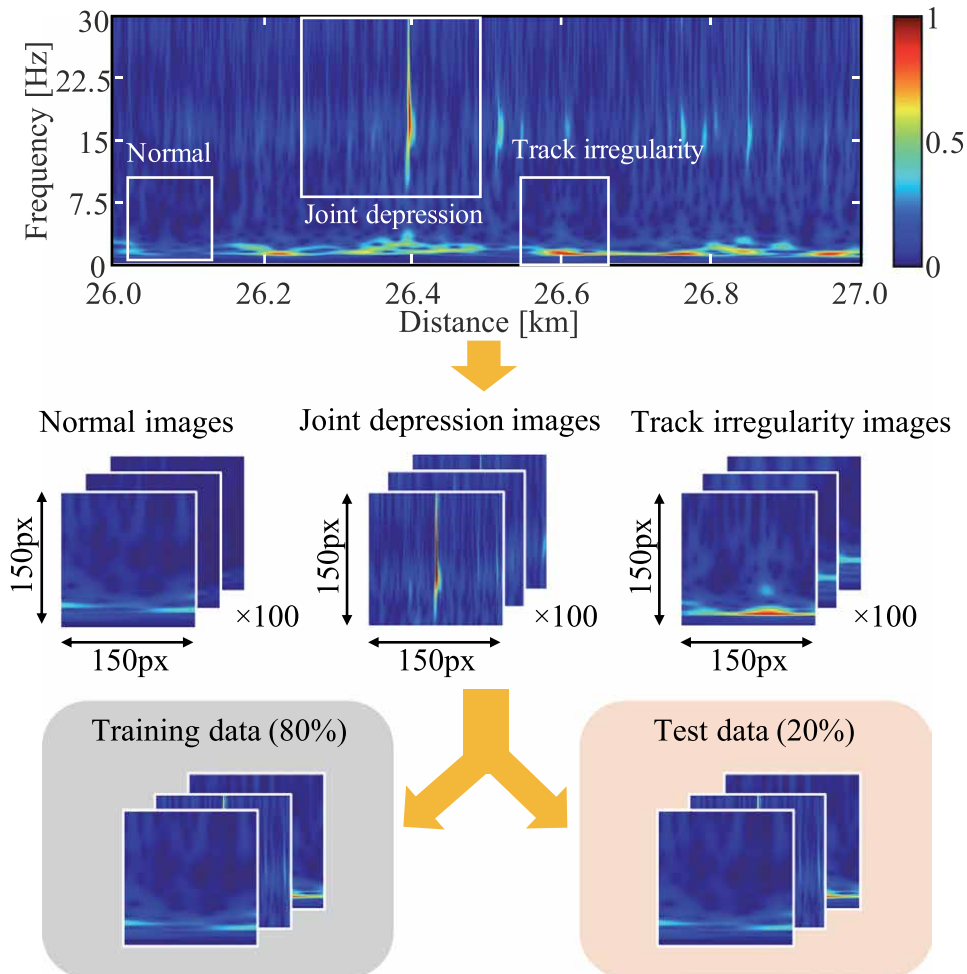 Frequency [Hz]
30
22.5
15
7.5
0
Normal
Joint depression
Track irregularity
1
0.5
0
26.0
26.2
26.4
26.6
26.8
27.0
Distance [km]
Normal images
Joint depression images
Track irregularity images
150px
150px
×100
150px
150px
×100
150px
150px
×100
Training data (80%)
Test data (20%)